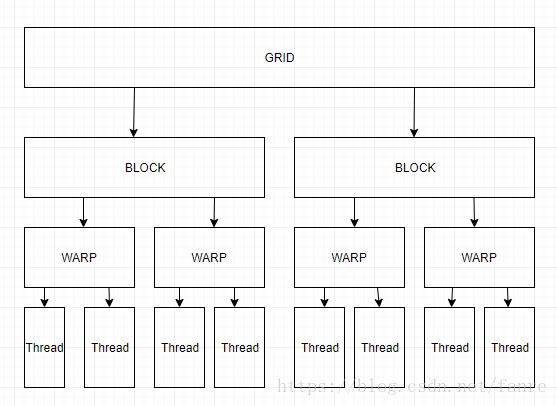 GRID
BLOCK BLOCK
WARP WARP WARP WARP
Thread Thread Thread Thread Thread Thread Thread Thread
https://blog.csdn.net/fanre